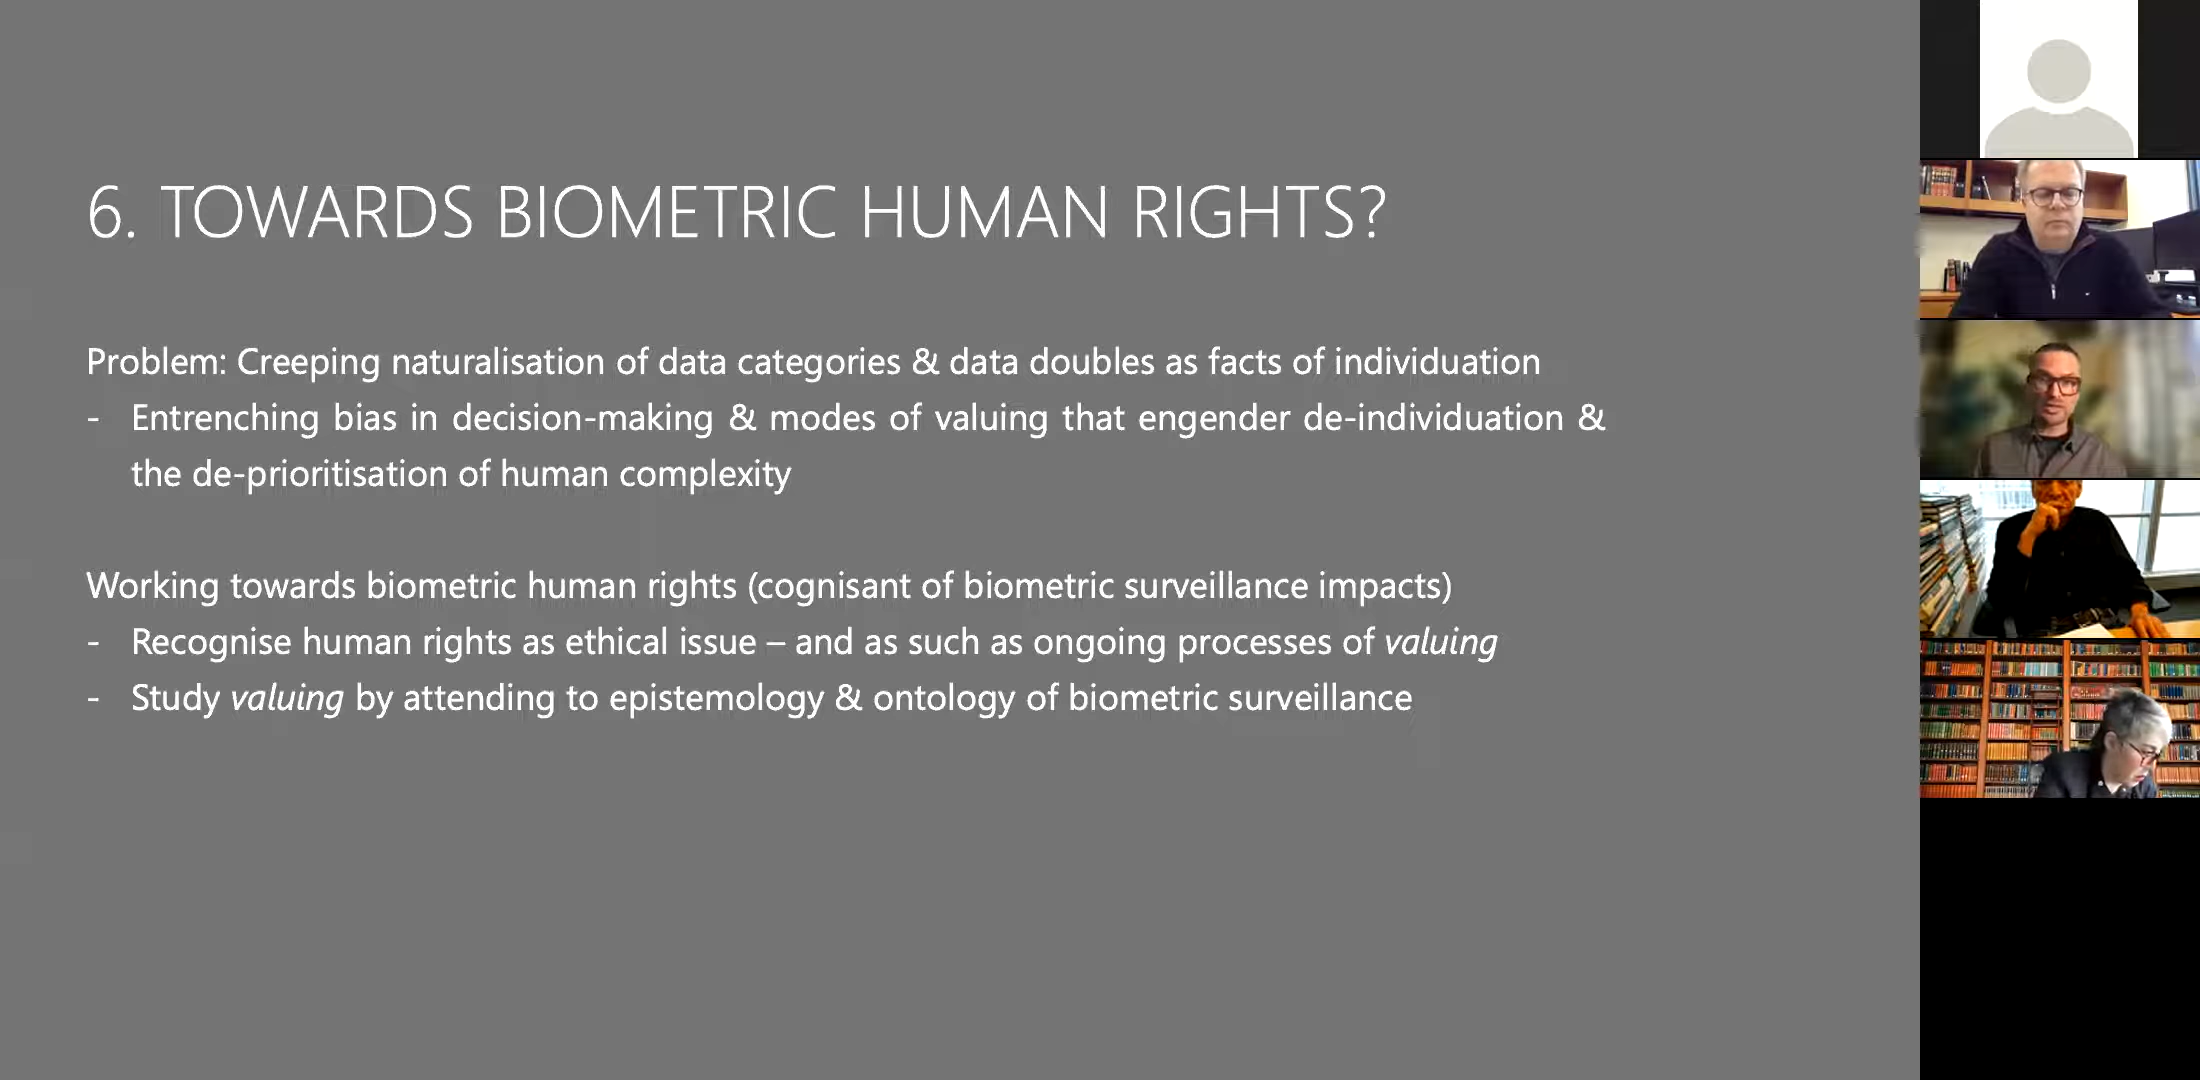 6. TOWARDS BIOMETRIC HUMAN RIGHTS?
Problem: Creeping naturalisation of data categories & data doubles as facts of individuation
- Entrenching bias in decision-making & modes of valuing that engender de-individuation &
the de-prioritisation of human complexity
Working towards biometric human rights (cognisant of biometric surveillance impacts)
- Recognise human rights as ethical issue – and as such as ongoing processes of valuing
- Study valuing by attending to epistemology & ontology of biometric surveillance